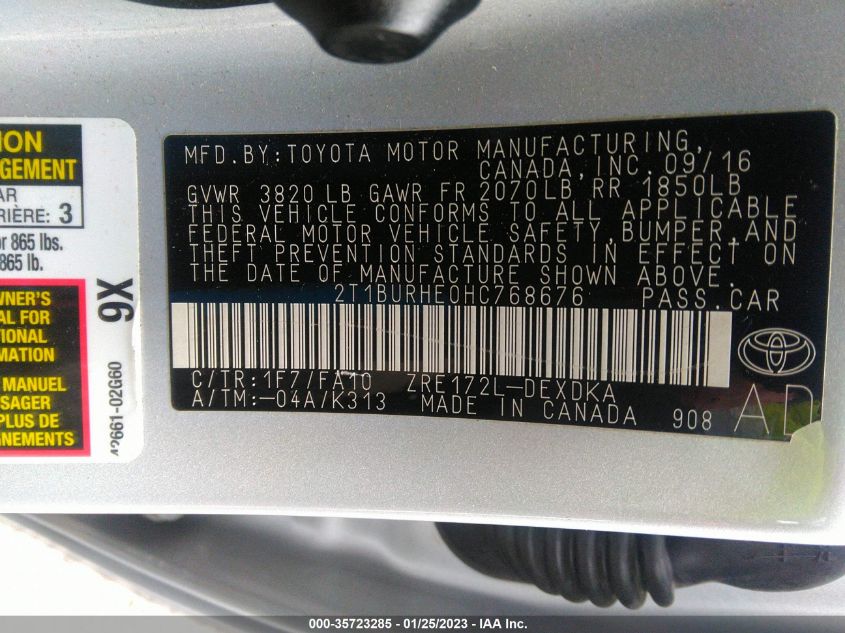 ION
GEMENT
AR
RIÈRE: 3
or 865 lbs.
865 lb.
WNER'S
AL FOR
TIONAL
RMATION
MANUEL
SAGER
PLUS DE
GNEMENTS
9X
42661-02G60
MFD.BY:TOYOTA MOTOR MANUFACTURING,
CANADA,INC. 09/16
GVWR 3820 LB GAWR FR 2070LB RR 1850LB
THIS VEHICLE CONFORMS TO ALL APPLICABLE
FEDERAL MOTOR VEHICLE SAFETY,BUMPER,AND
THEFT PREVENTION STANDARDS IN EFFECT ON
THE DATE OF MANUFACTURE SHOWN ABOVE.
2T1BURHE0HC768676 PASS.CAR
C/TR:1F7/FA10 ZRE172L-DEXDKA
A/TM:-04A/K313 MADE IN CANADA 908
AD
000-35723285 - 01/25/2023 - IAA Inc.